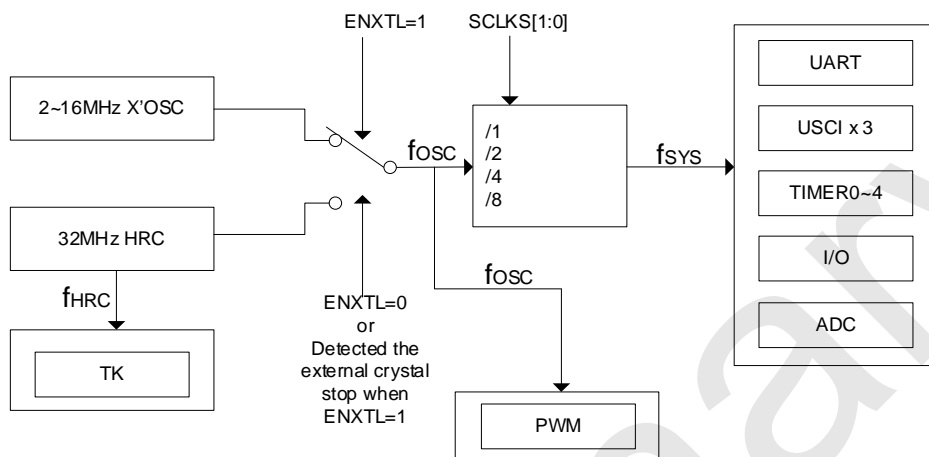 ENXTL=1
SCLKS[1:0]
2~16MHz X'OSC
32MHz HRC
fHRC
TK
ENXTL=0
or
Detected the
external crystal
stop when
ENXTL=1
fOSC
/1
/2
/4
/8
fOSC
PWM
fSYS
UART
USCI x 3
TIMER0~4
I/O
ADC